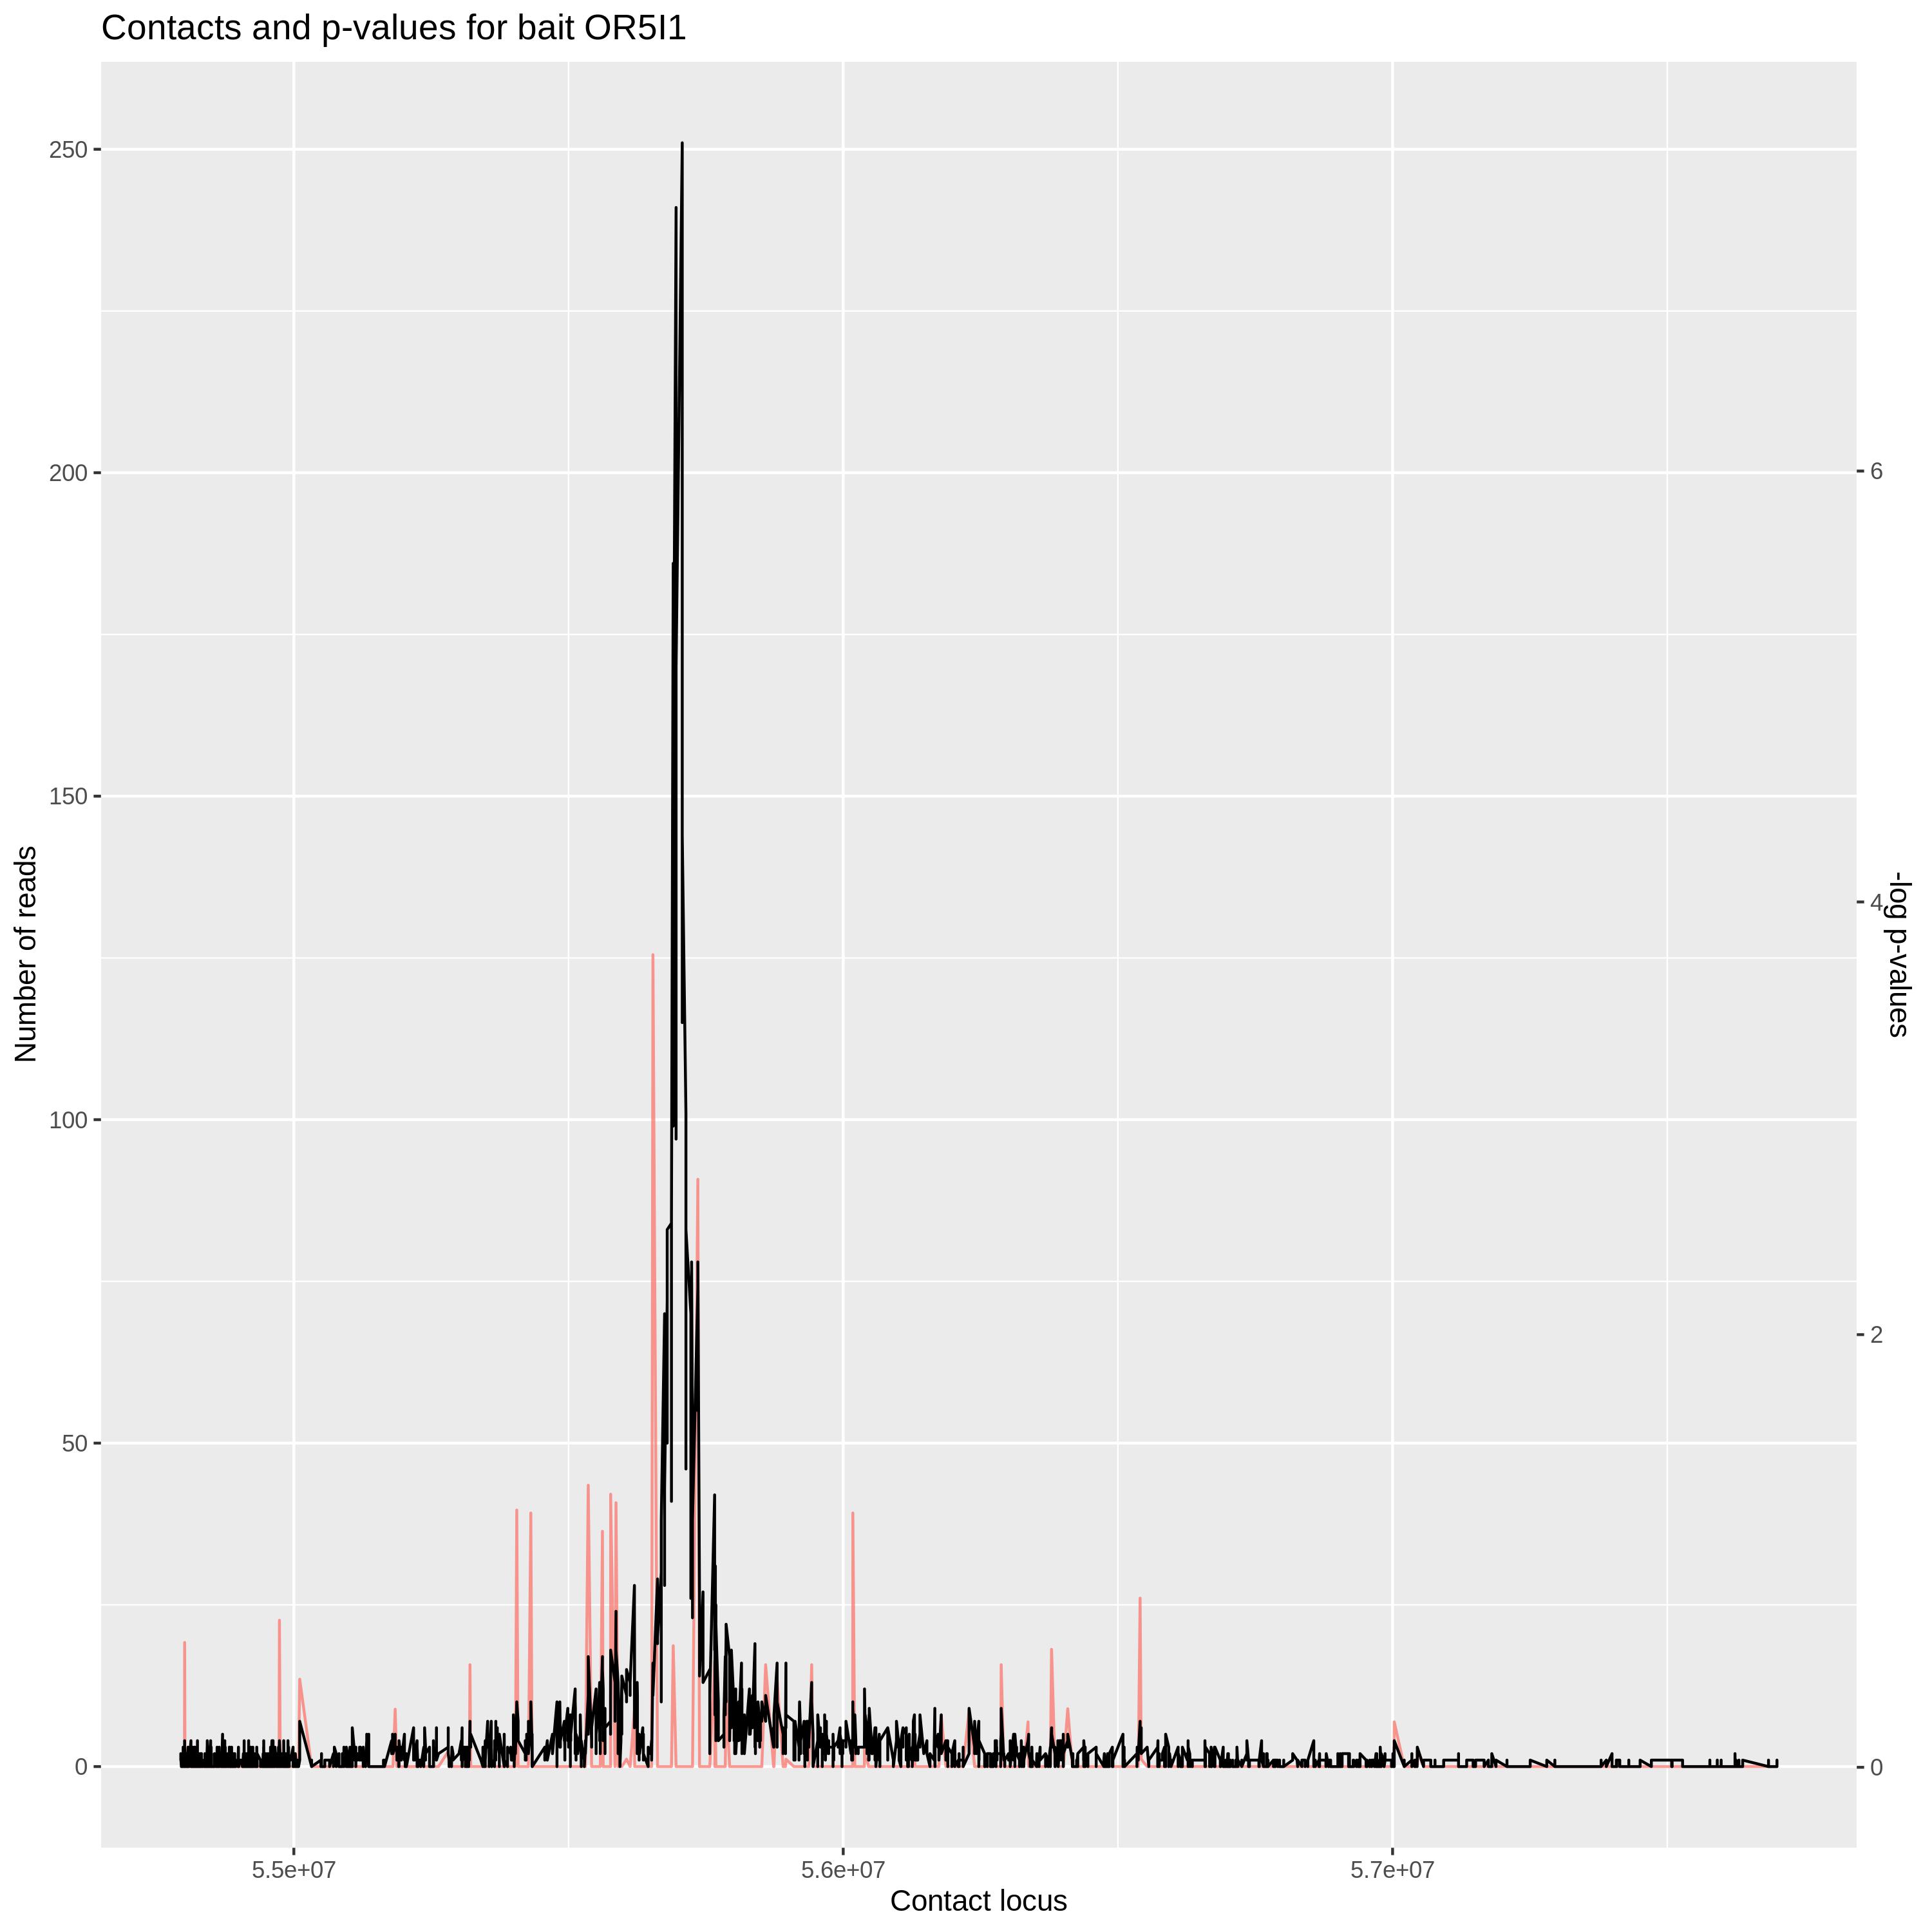 Contacts and p-values for bait OR5I1
250
200
150
100
50
0
Number of reads
6
4
2
0
-log p-values
5.5e+07
5.6e+07
5.7e+07
Contact locus